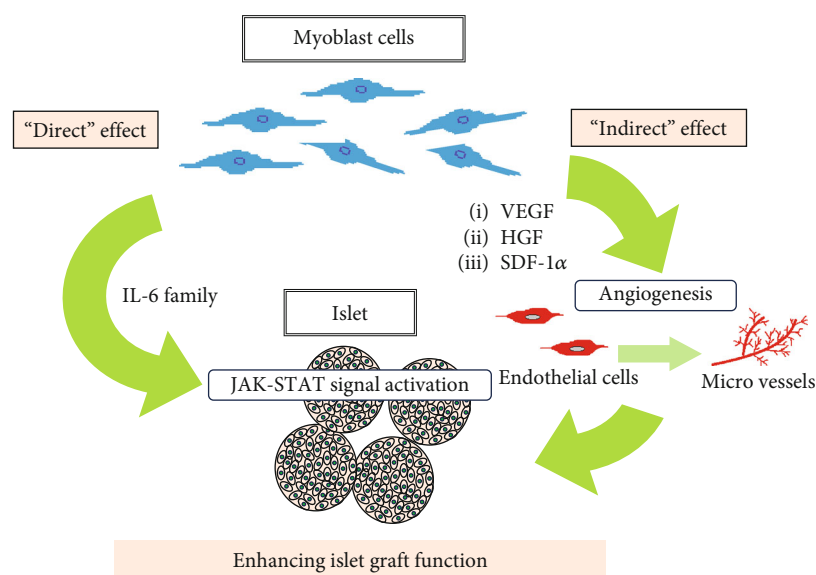 Myoblast cells
“Direct” effect
“Indirect” effect
(i) VEGF
(ii) HGF
(iii) SDF-1α
IL-6 family
Angiogenesis
Islet
JAK-STAT signal activation
Endothelial cells
Micro vessels
Enhancing islet graft function